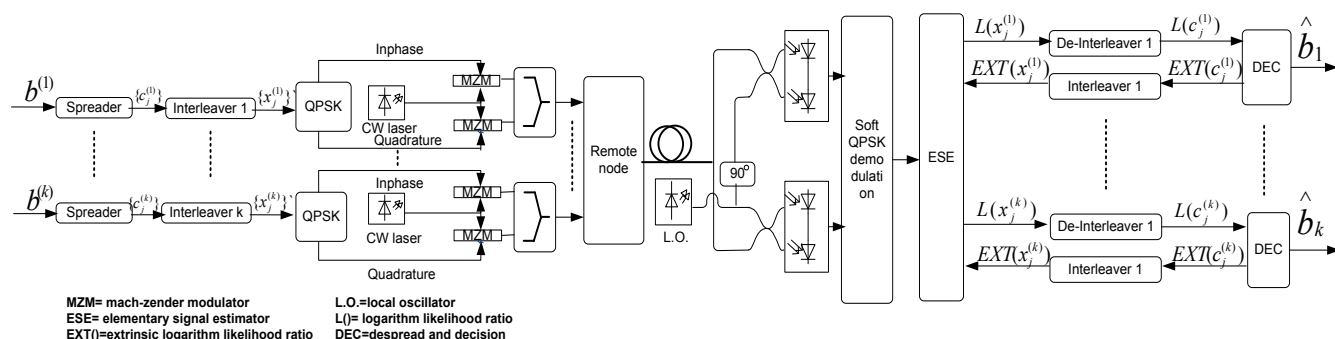 b^(1)
Spreader
{c_j^(1)}
Interleaver 1
{x_j^(1)}`
QPSK
Inphase
CW laser
Quadrature
MZM
MZM
b^(k)
Spreader
{c_j^(k)}
Interleaver k
{x_j^(k)}`
QPSK
Inphase
CW laser
Quadrature
MZM
MZM
Remote
node
L.O.
90°
Soft
QPSK
demo
dulati
on
ESE
L(x_j^(1))
De-Interleaver 1
L(c_j^(1))
EXT(x_j^(1))
Interleaver 1
EXT(c_j^(1))
DEC
b̂_1
L(x_j^(k))
De-Interleaver 1
L(c_j^(k))
EXT(x_j^(k))
Interleaver 1
EXT(c_j^(k))
DEC
b̂_k
MZM= mach-zender modulator
ESE= elementary signal estimator
EXT()=extrinsic logarithm likelihood ratio
L.O.=local oscillator
L()= logarithm likelihood ratio
DEC=despread and decision